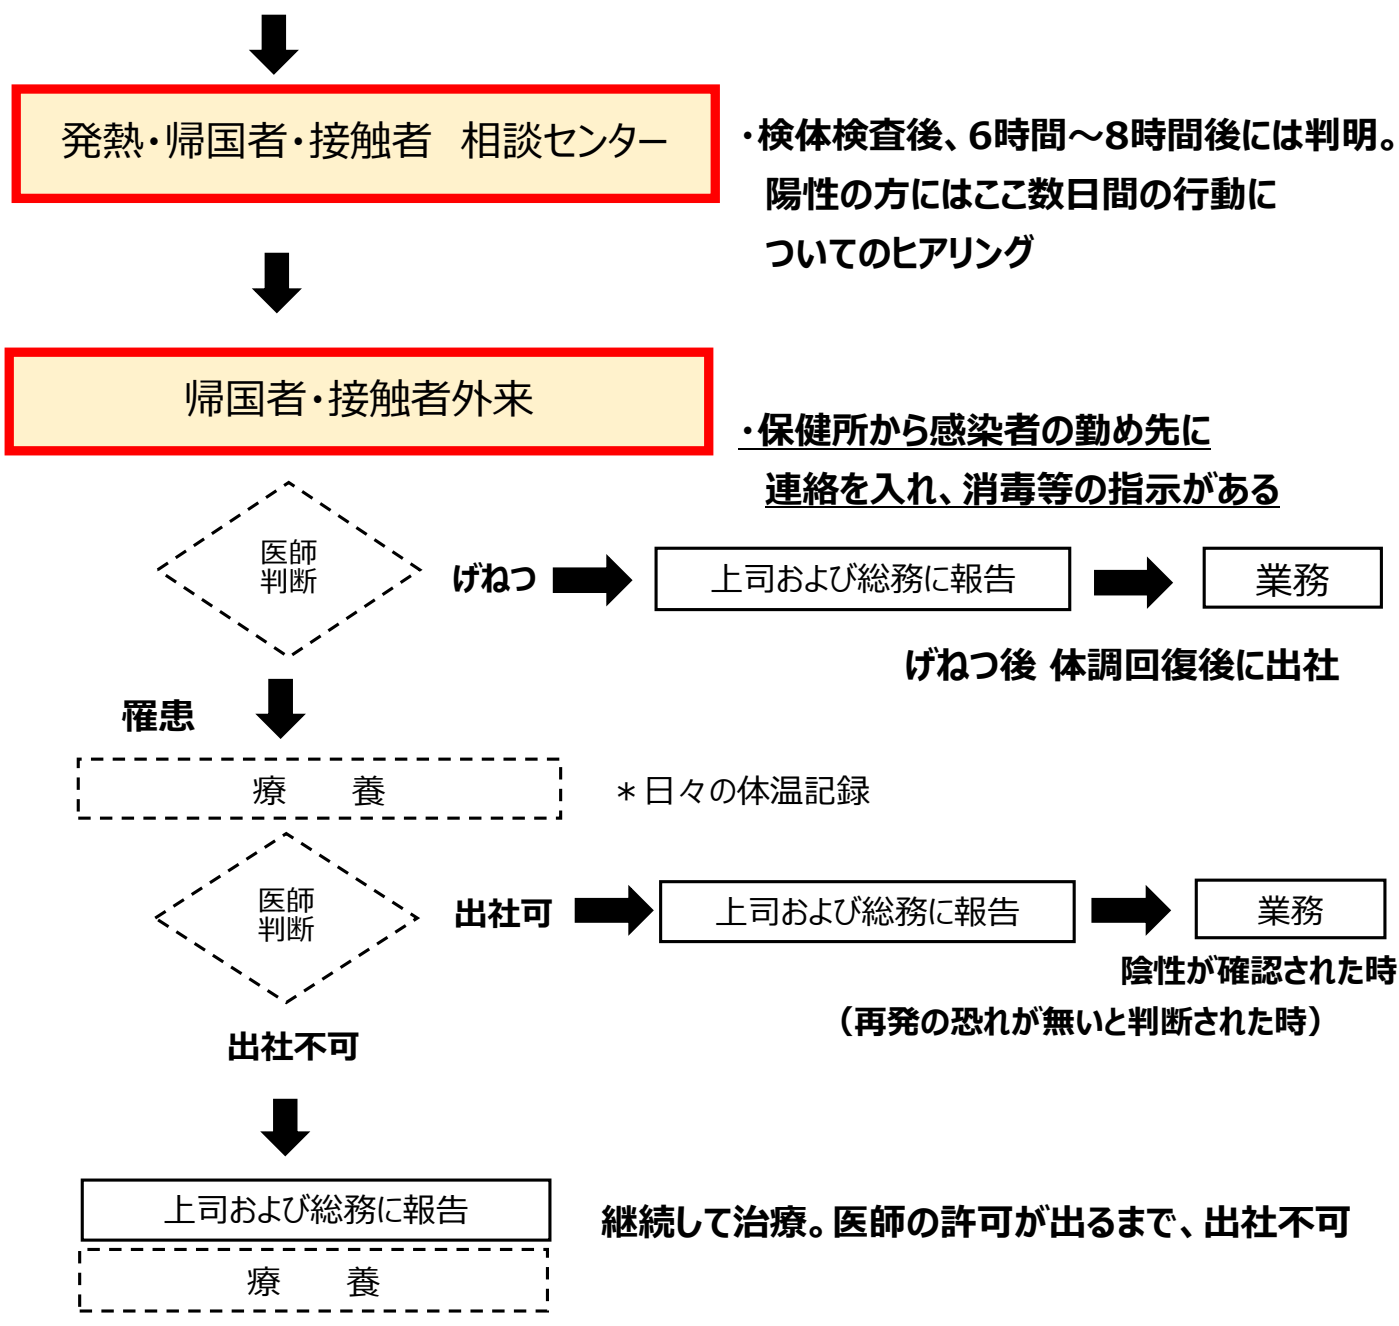 発熱・帰国者・接触者　相談センター
・検体検査後、6時間～8時間後には判明。
陽性の方にはここ数日間の行動に
ついてのヒアリング
帰国者・接触者外来
・保健所から感染者の勤め先に
連絡を入れ、消毒等の指示がある
医師
判断
げねつ
上司および総務に報告
業務
げねつ後 体調回復後に出社
罹患
療　　養
＊日々の体温記録
医師
判断
出社可
上司および総務に報告
業務
陰性が確認された時
（再発の恐れが無いと判断された時）
出社不可
上司および総務に報告
継続して治療。医師の許可が出るまで、出社不可
療　　養